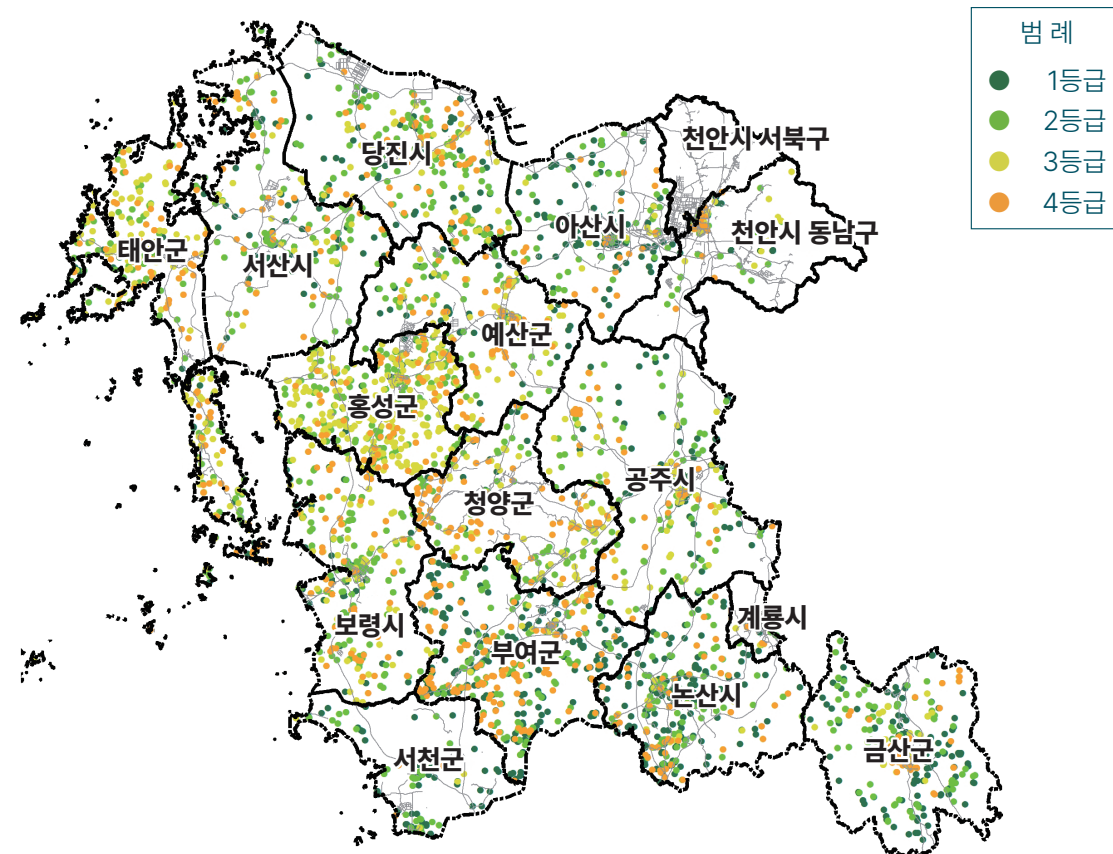 범 례
1등급
2등급
3등급
4등급
천안시 서북구
당진시
아산시
천안시 동남구
태안군
서산시
예산군
홍성군
공주시
청양군
계룡시
보령시
부여군
논산시
서천군
금산군